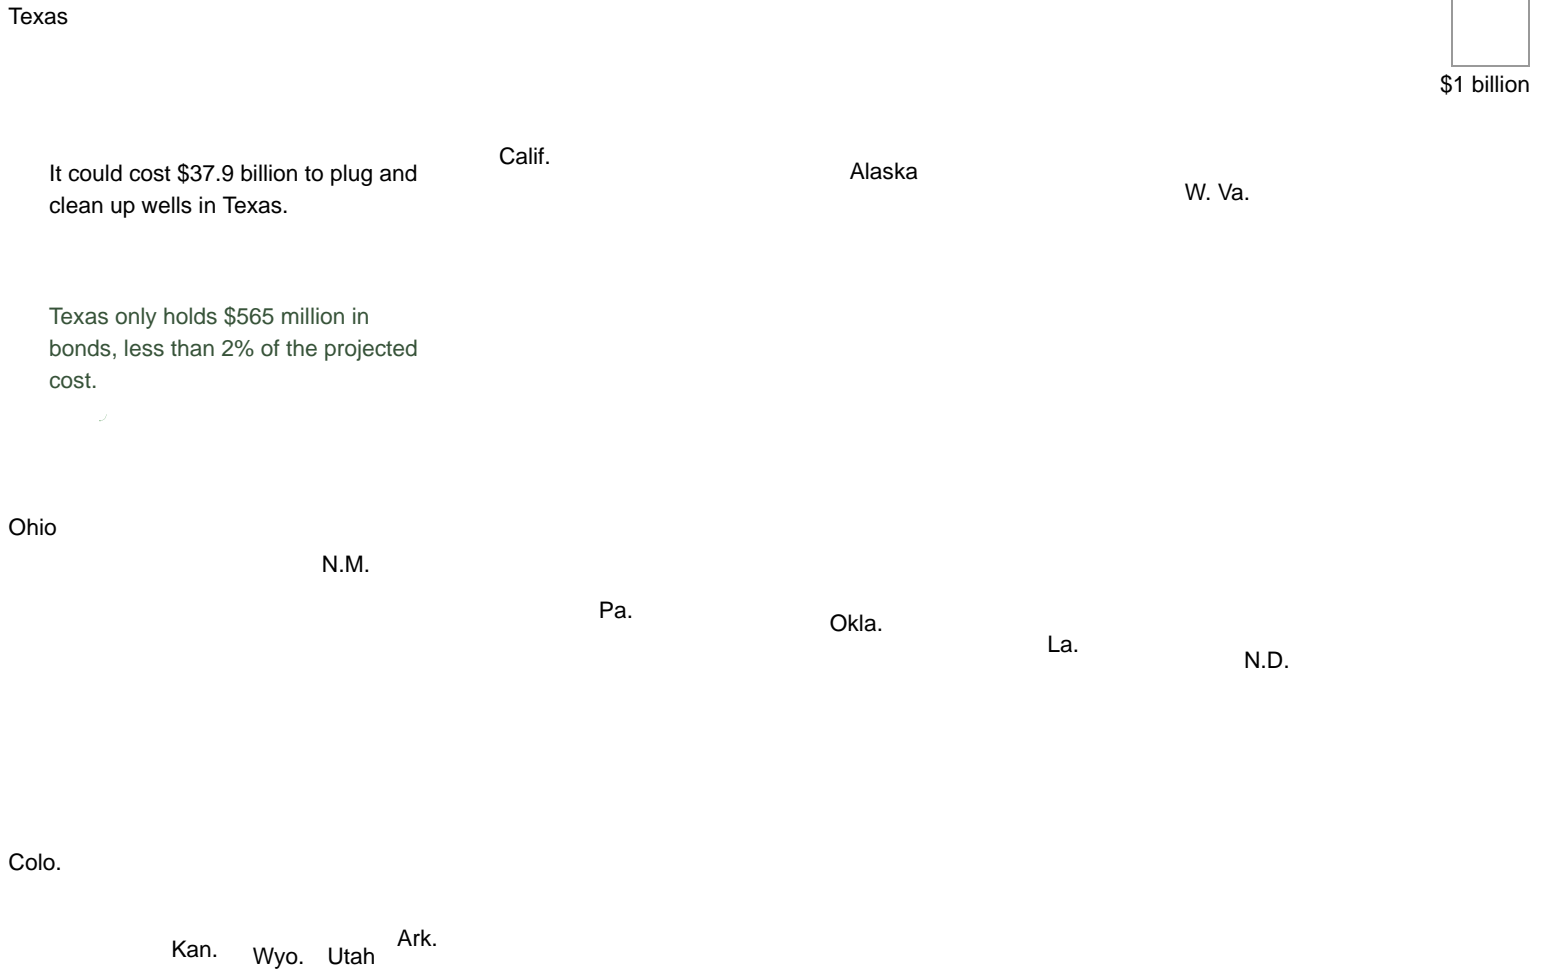 Texas
$1 billion
Calif.
Alaska
W. Va.
It could cost $37.9 billion to plug and
clean up wells in Texas.
Texas only holds $565 million in
bonds, less than 2% of the projected
cost.
Ohio
N.M.
Pa.
Okla.
La.
N.D.
Colo.
Kan.
Wyo.
Utah
Ark.